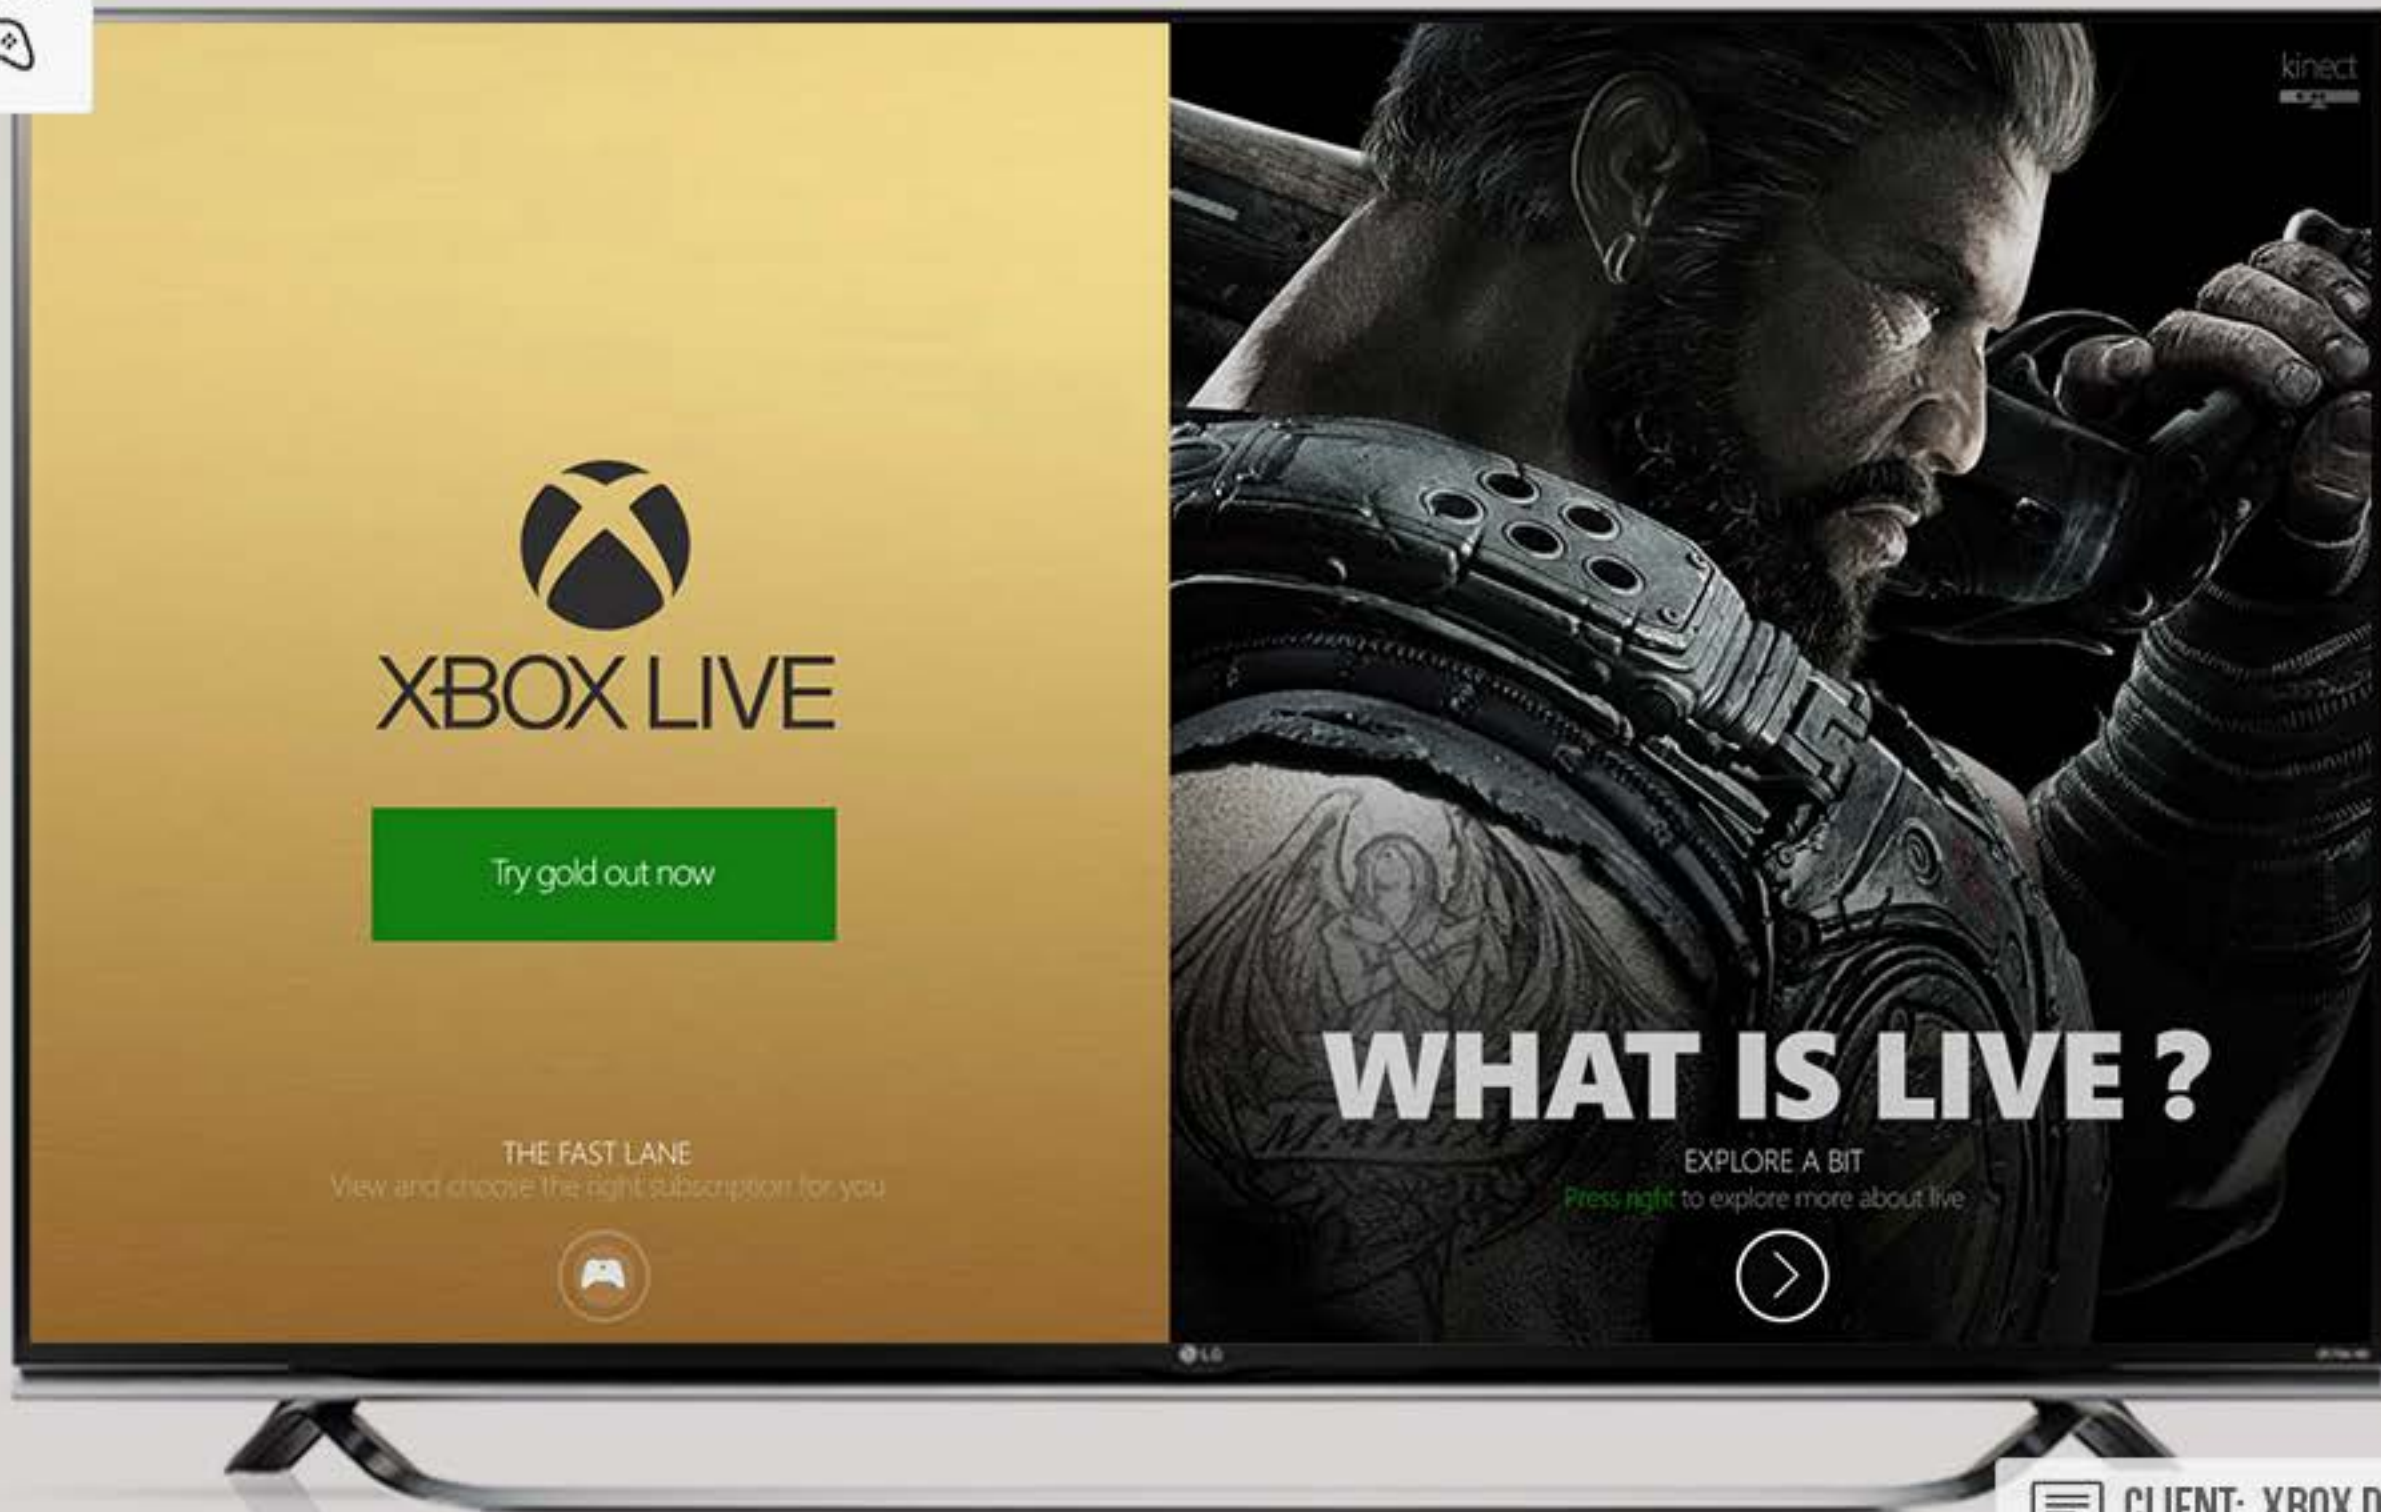 kinect
XBOX LIVE
Try gold out now
THE FAST LANE
View and choose the right subscription for you
WHAT IS LIVE ?
EXPLORE A BIT
Press right to explore more about live
LG
CLIENT: XBOX D